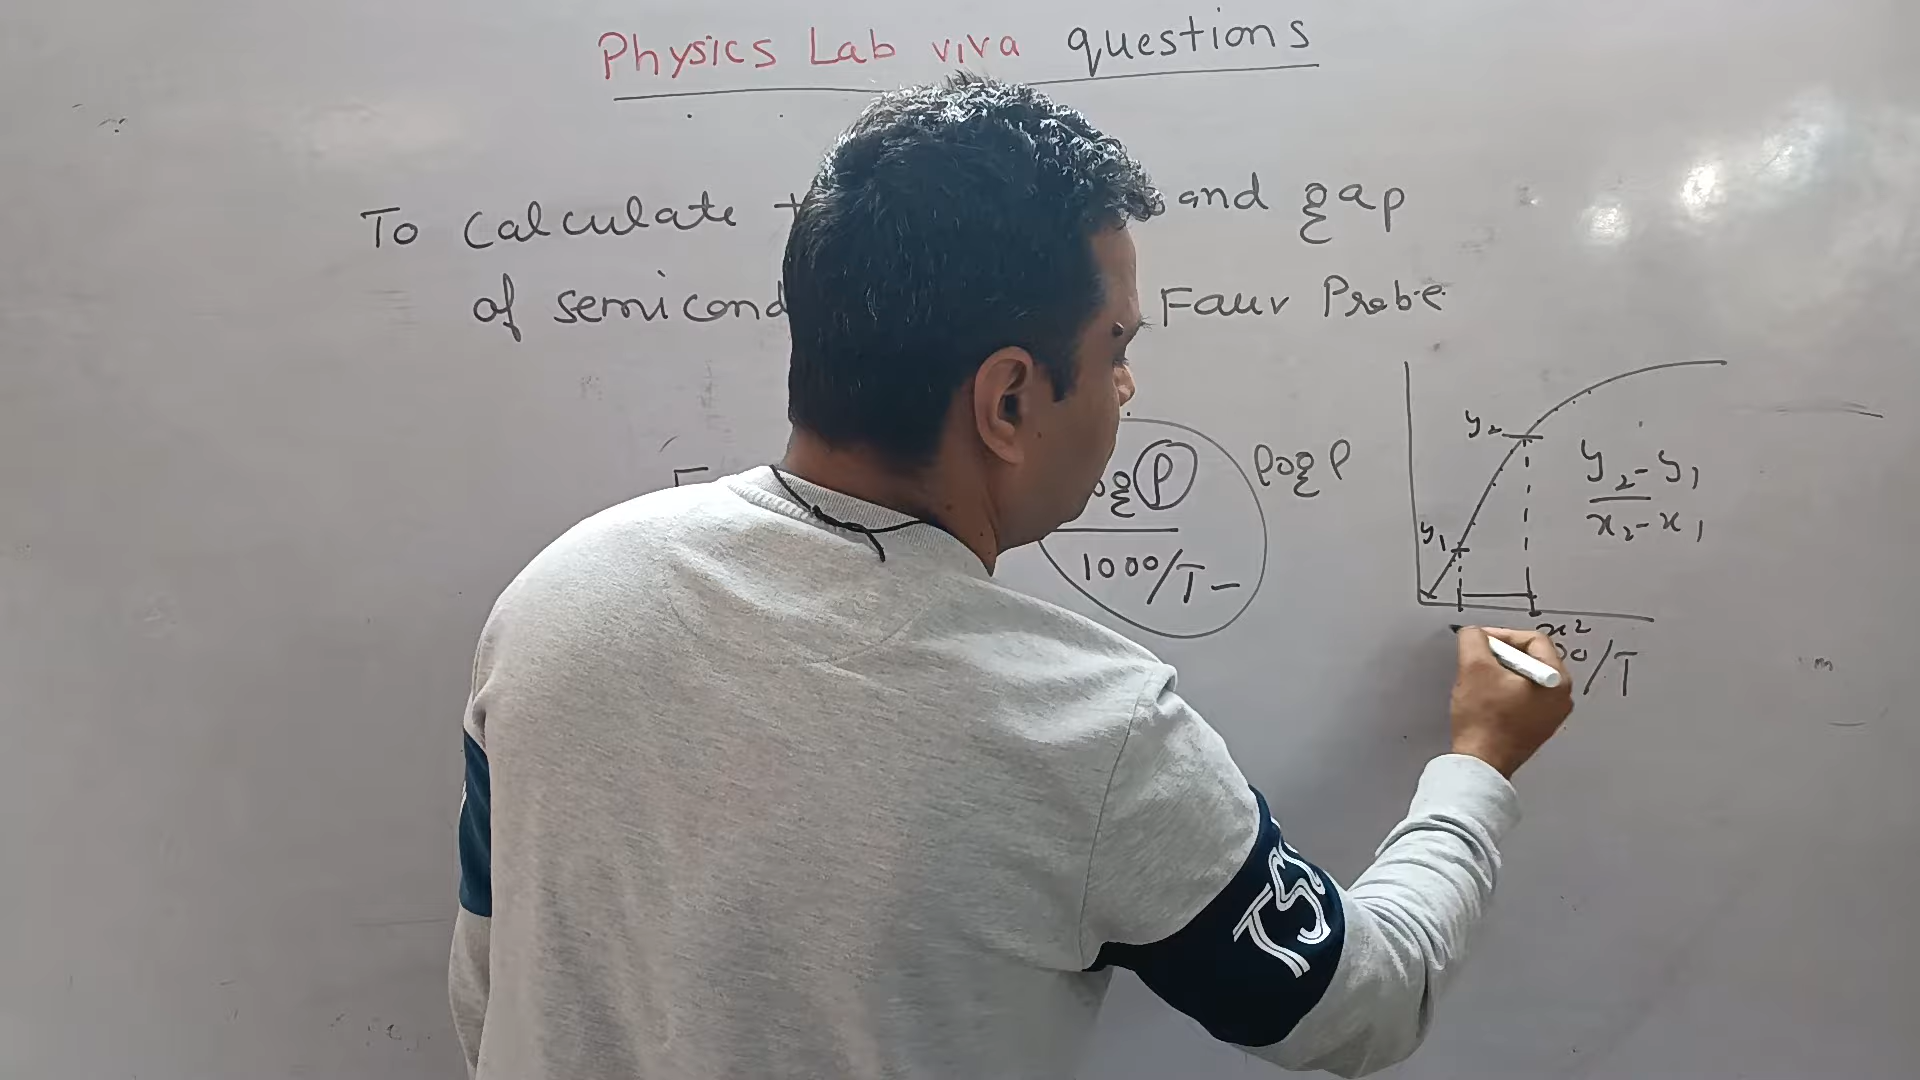 Physics Lab viva questions
To calculate and gap
of semicond Four Probe
log ρ
1000/T
y2
y2 - y1
x2 - x1
y1
x2
00/T
TS